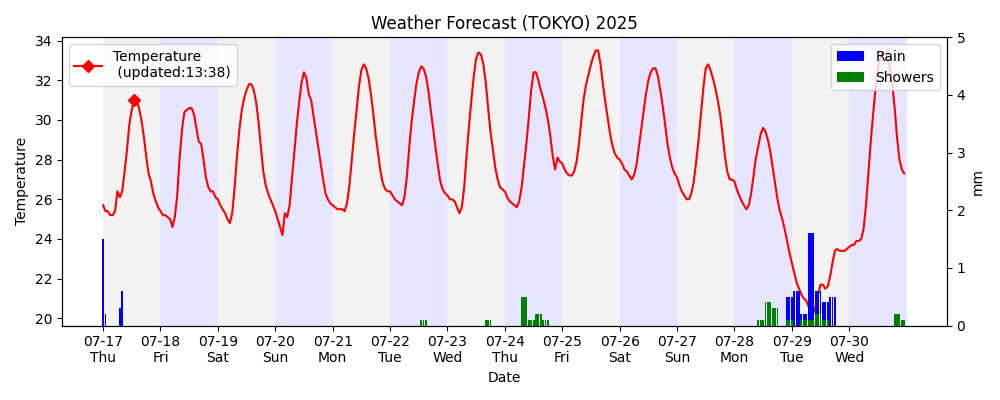 Weather Forecast (TOKYO) 2025
Temperature
(updated:13:38)
Rain
Showers
Temperature
34
32
30
28
26
24
22
20
5
4
3
2
1
0
mm
07-17 07-18 07-19 07-20 07-21 07-22 07-23 07-24 07-25 07-26 07-27 07-28 07-29 07-30
Thu Fri Sat Sun Mon Tue Wed Thu Fri Sat Sun Mon Tue Wed
Date